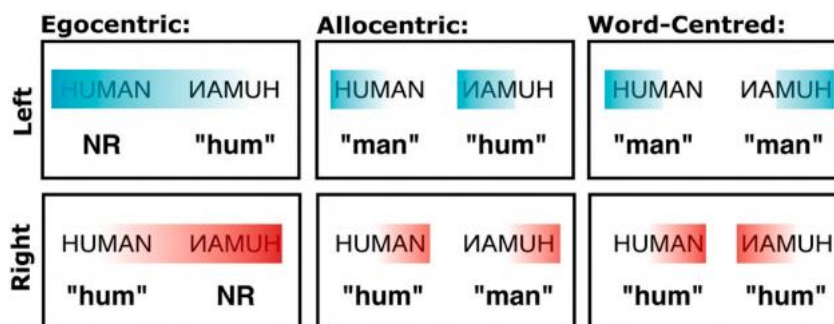 Egocentric: Allocentric: Word-Centred:
Left
HUMAN ИAMUH HUMAN ИAMUH HUMAN ИAMUH
NR "hum" "man" "hum" "man" "man"
Right
HUMAN ИAMUH HUMAN ИAMUH HUMAN ИAMUH
"hum" NR "hum" "man" "hum" "hum"